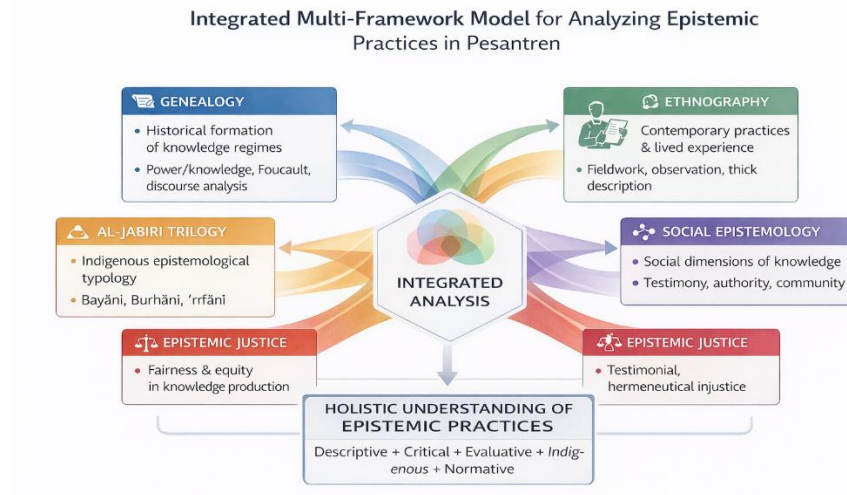 Integrated Multi-Framework Model for Analyzing Epistemic
Practices in Pesantren
GENEALOGY
• Historical formation
of knowledge regimes
• Power/knowledge, Foucault,
discourse analysis
ETHNOGRAPHY
Contemporary practices
& lived experience
• Fieldwork, observation, thick
description
AL-JABIRI TRILOGY
• Indigenous epistemological
typology
• Bayāni, Burhāni, ‘rrfānī
INTEGRATED
ANALYSIS
SOCIAL EPISTEMOLOGY
• Social dimensions of knowledge
• Testimony, authority, community
EPISTEMIC JUSTICE
• Fairness & equity
in knowledge production
EPISTEMIC JUSTICE
• Testimonial,
hermeneutical injustice
HOLISTIC UNDERSTANDING OF
EPISTEMIC PRACTICES
Descriptive + Critical + Evaluative + Indig-
enous + Normative